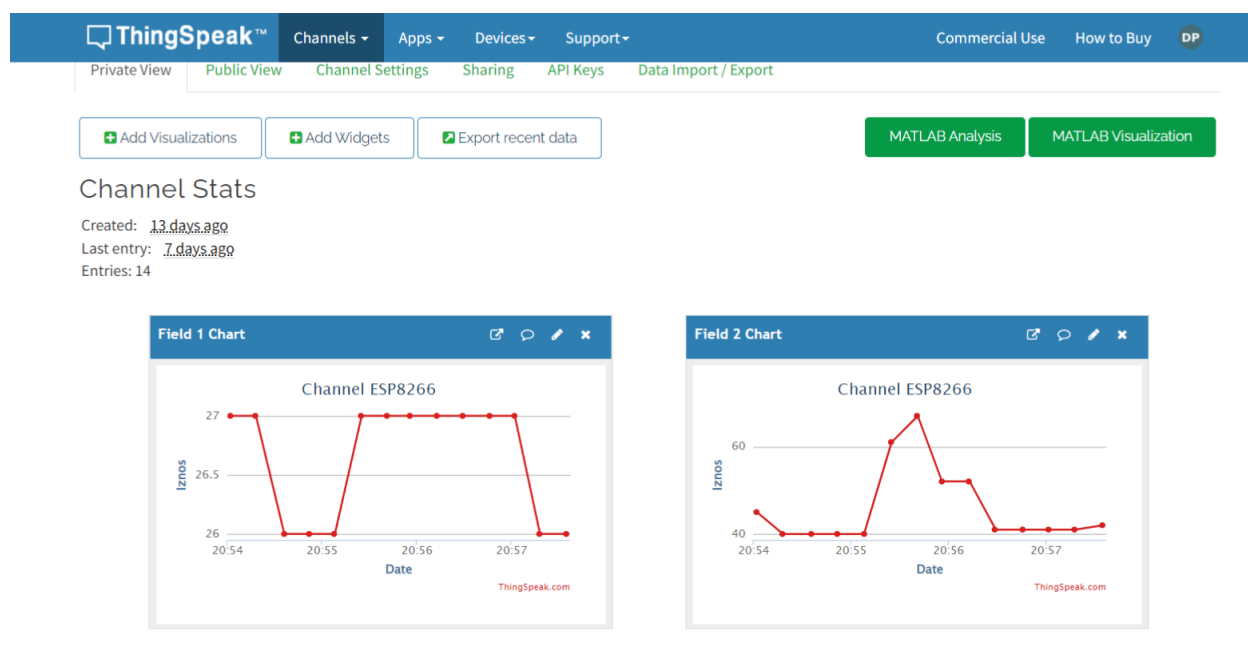 ThingSpeak™ Channels Apps Devices Support Commercial Use How to Buy DP
Private View Public View Channel Settings Sharing API Keys Data Import / Export
Add Visualizations Add Widgets Export recent data MATLAB Analysis MATLAB Visualization
Channel Stats
Created: 13 days ago
Last entry: 7 days ago
Entries: 14
Field 1 Chart
Channel ESP8266
Iznos
27
26.5
26
20:54 20:55 20:56 20:57
Date
ThingSpeak.com
Field 2 Chart
Channel ESP8266
Iznos
60
40
20:54 20:55 20:56 20:57
Date
ThingSpeak.com